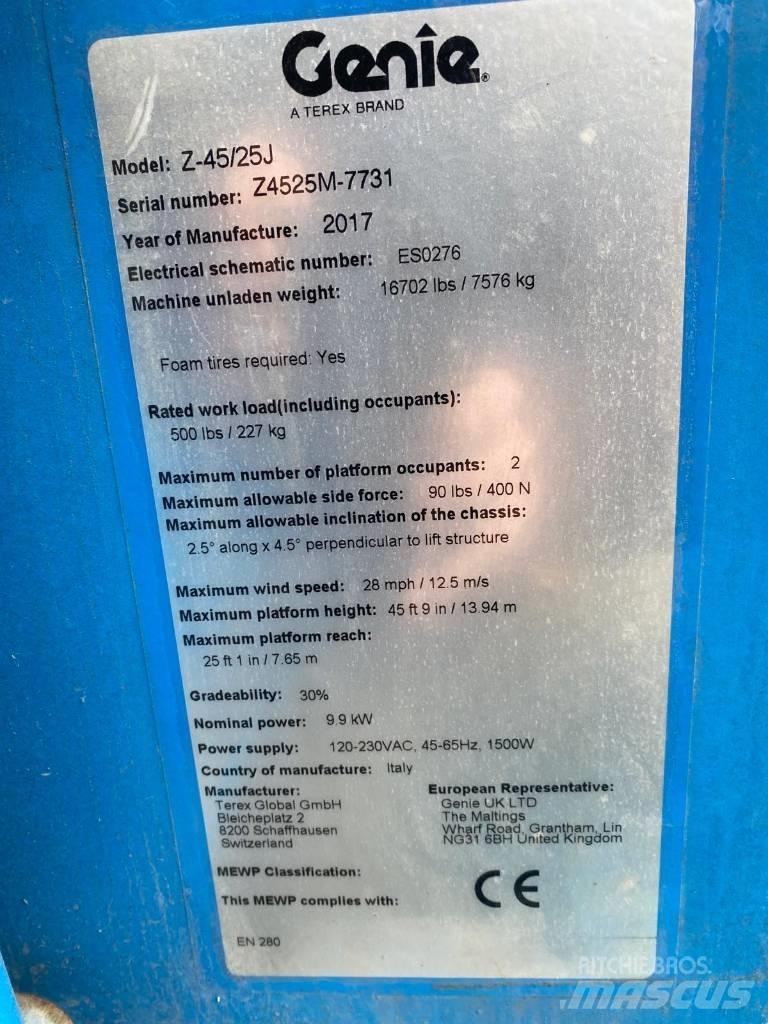 Genie®
A TEREX BRAND
Model: Z-45/25J
Serial number: Z4525M-7731
Year of Manufacture: 2017
Electrical schematic number: ES0276
Machine unladen weight: 16702 lbs / 7576 kg
Foam tires required: Yes
Rated work load(including occupants):
500 lbs / 227 kg
Maximum number of platform occupants: 2
Maximum allowable side force: 90 lbs / 400 N
Maximum allowable inclination of the chassis:
2.5° along x 4.5° perpendicular to lift structure
Maximum wind speed: 28 mph / 12.5 m/s
Maximum platform height: 45 ft 9 in / 13.94 m
Maximum platform reach:
25 ft 1 in / 7.65 m
Gradeability: 30%
Nominal power: 9.9 kW
Power supply: 120-230VAC, 45-65Hz, 1500W
Country of manufacture: Italy
Manufacturer:
Terex Global GmbH
Bleicheplatz 2
8200 Schaffhausen
Switzerland
European Representative:
Genie UK LTD
The Maltings
Wharf Road, Grantham, Lin
NG31 6BH United Kingdom
MEWP Classification:
This MEWP complies with:
CE
EN 280
RITCHIE BROS.
MASCUS